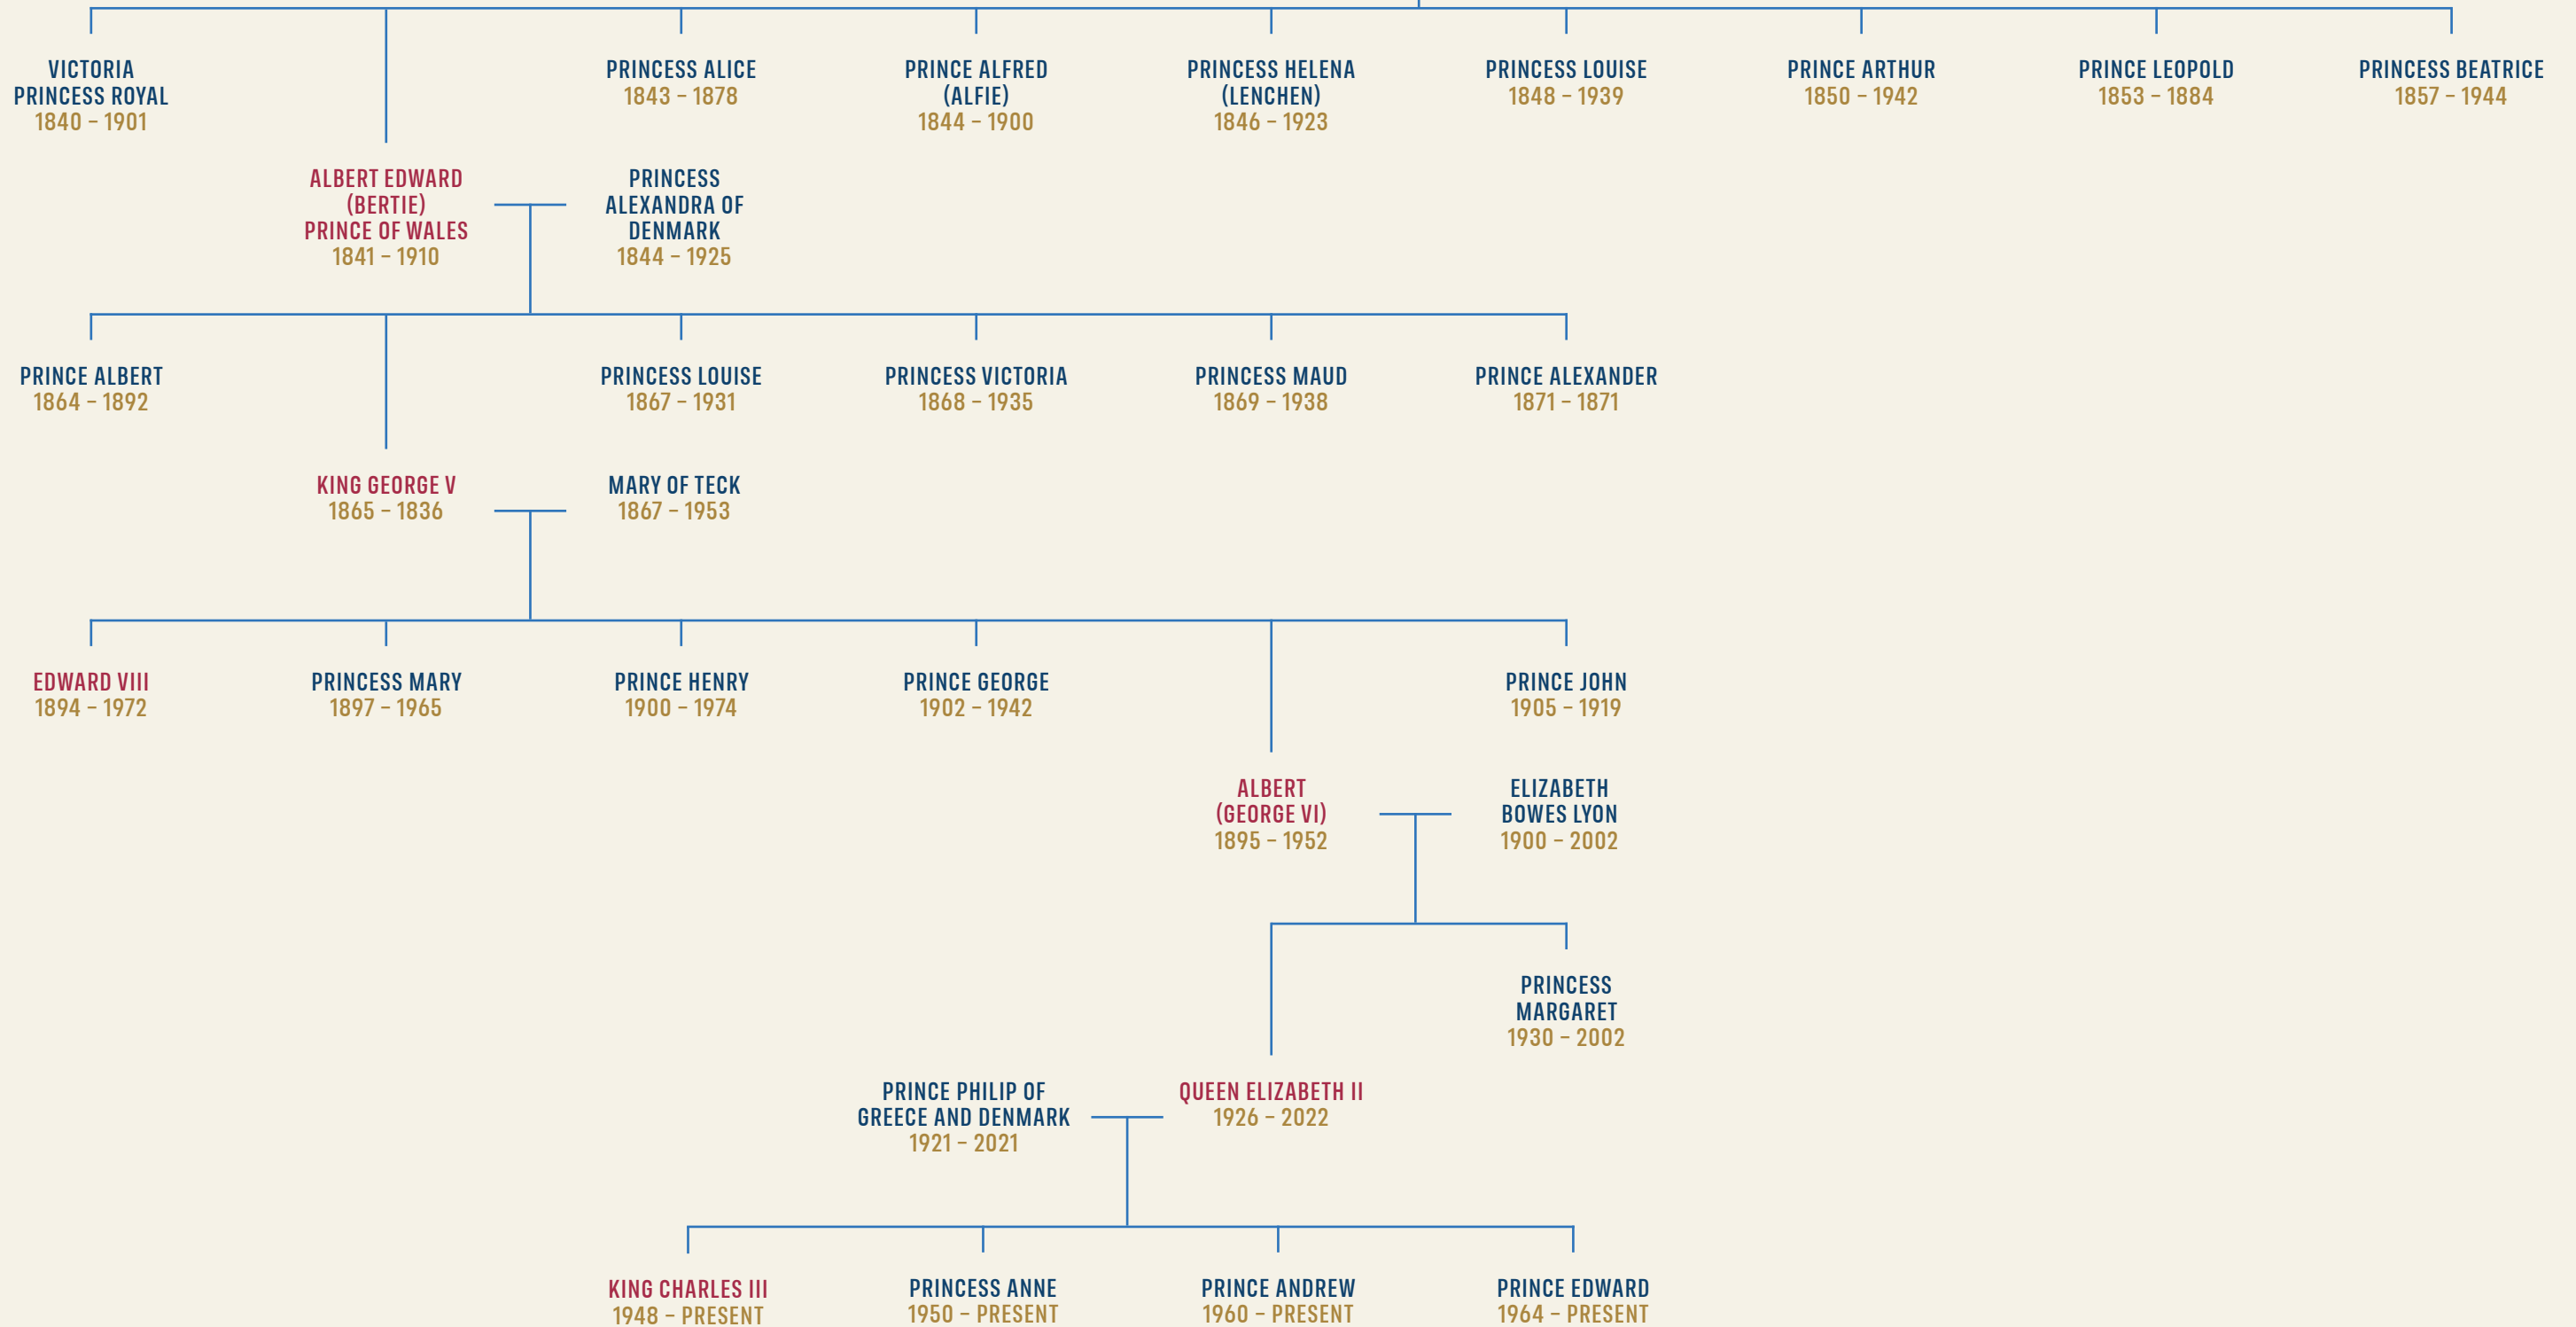 VICTORIA
PRINCESS ROYAL
1840 – 1901
PRINCESS ALICE
1843 – 1878
PRINCE ALFRED
(ALFIE)
1844 – 1900
PRINCESS HELENA
(LENCHEN)
1846 – 1923
PRINCESS LOUISE
1848 – 1939
PRINCE ARTHUR
1850 – 1942
PRINCE LEOPOLD
1853 – 1884
PRINCESS BEATRICE
1857 – 1944
ALBERT EDWARD
(BERTIE)
PRINCE OF WALES
1841 – 1910
PRINCESS
ALEXANDRA OF
DENMARK
1844 – 1925
PRINCE ALBERT
1864 – 1892
PRINCESS LOUISE
1867 – 1931
PRINCESS VICTORIA
1868 – 1935
PRINCESS MAUD
1869 – 1938
PRINCE ALEXANDER
1871 – 1871
KING GEORGE V
1865 – 1836
MARY OF TECK
1867 – 1953
EDWARD VIII
1894 – 1972
PRINCESS MARY
1897 – 1965
PRINCE HENRY
1900 – 1974
PRINCE GEORGE
1902 – 1942
PRINCE JOHN
1905 – 1919
ALBERT
(GEORGE VI)
1895 – 1952
ELIZABETH
BOWES LYON
1900 – 2002
PRINCESS
MARGARET
1930 – 2002
PRINCE PHILIP OF
GREECE AND DENMARK
1921 – 2021
QUEEN ELIZABETH II
1926 – 2022
KING CHARLES III
1948 – PRESENT
PRINCESS ANNE
1950 – PRESENT
PRINCE ANDREW
1960 – PRESENT
PRINCE EDWARD
1964 – PRESENT